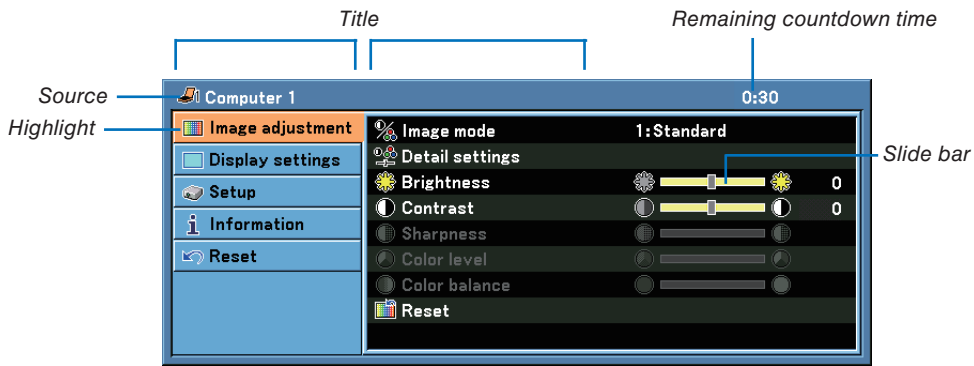 Title
Remaining countdown time
Source
Computer 1
0:30
Highlight
Image adjustment
Display settings
Setup
Information
Reset
Image mode 1:Standard
Detail settings
Brightness 0
Contrast 0
Sharpness
Color level
Color balance
Reset
Slide bar